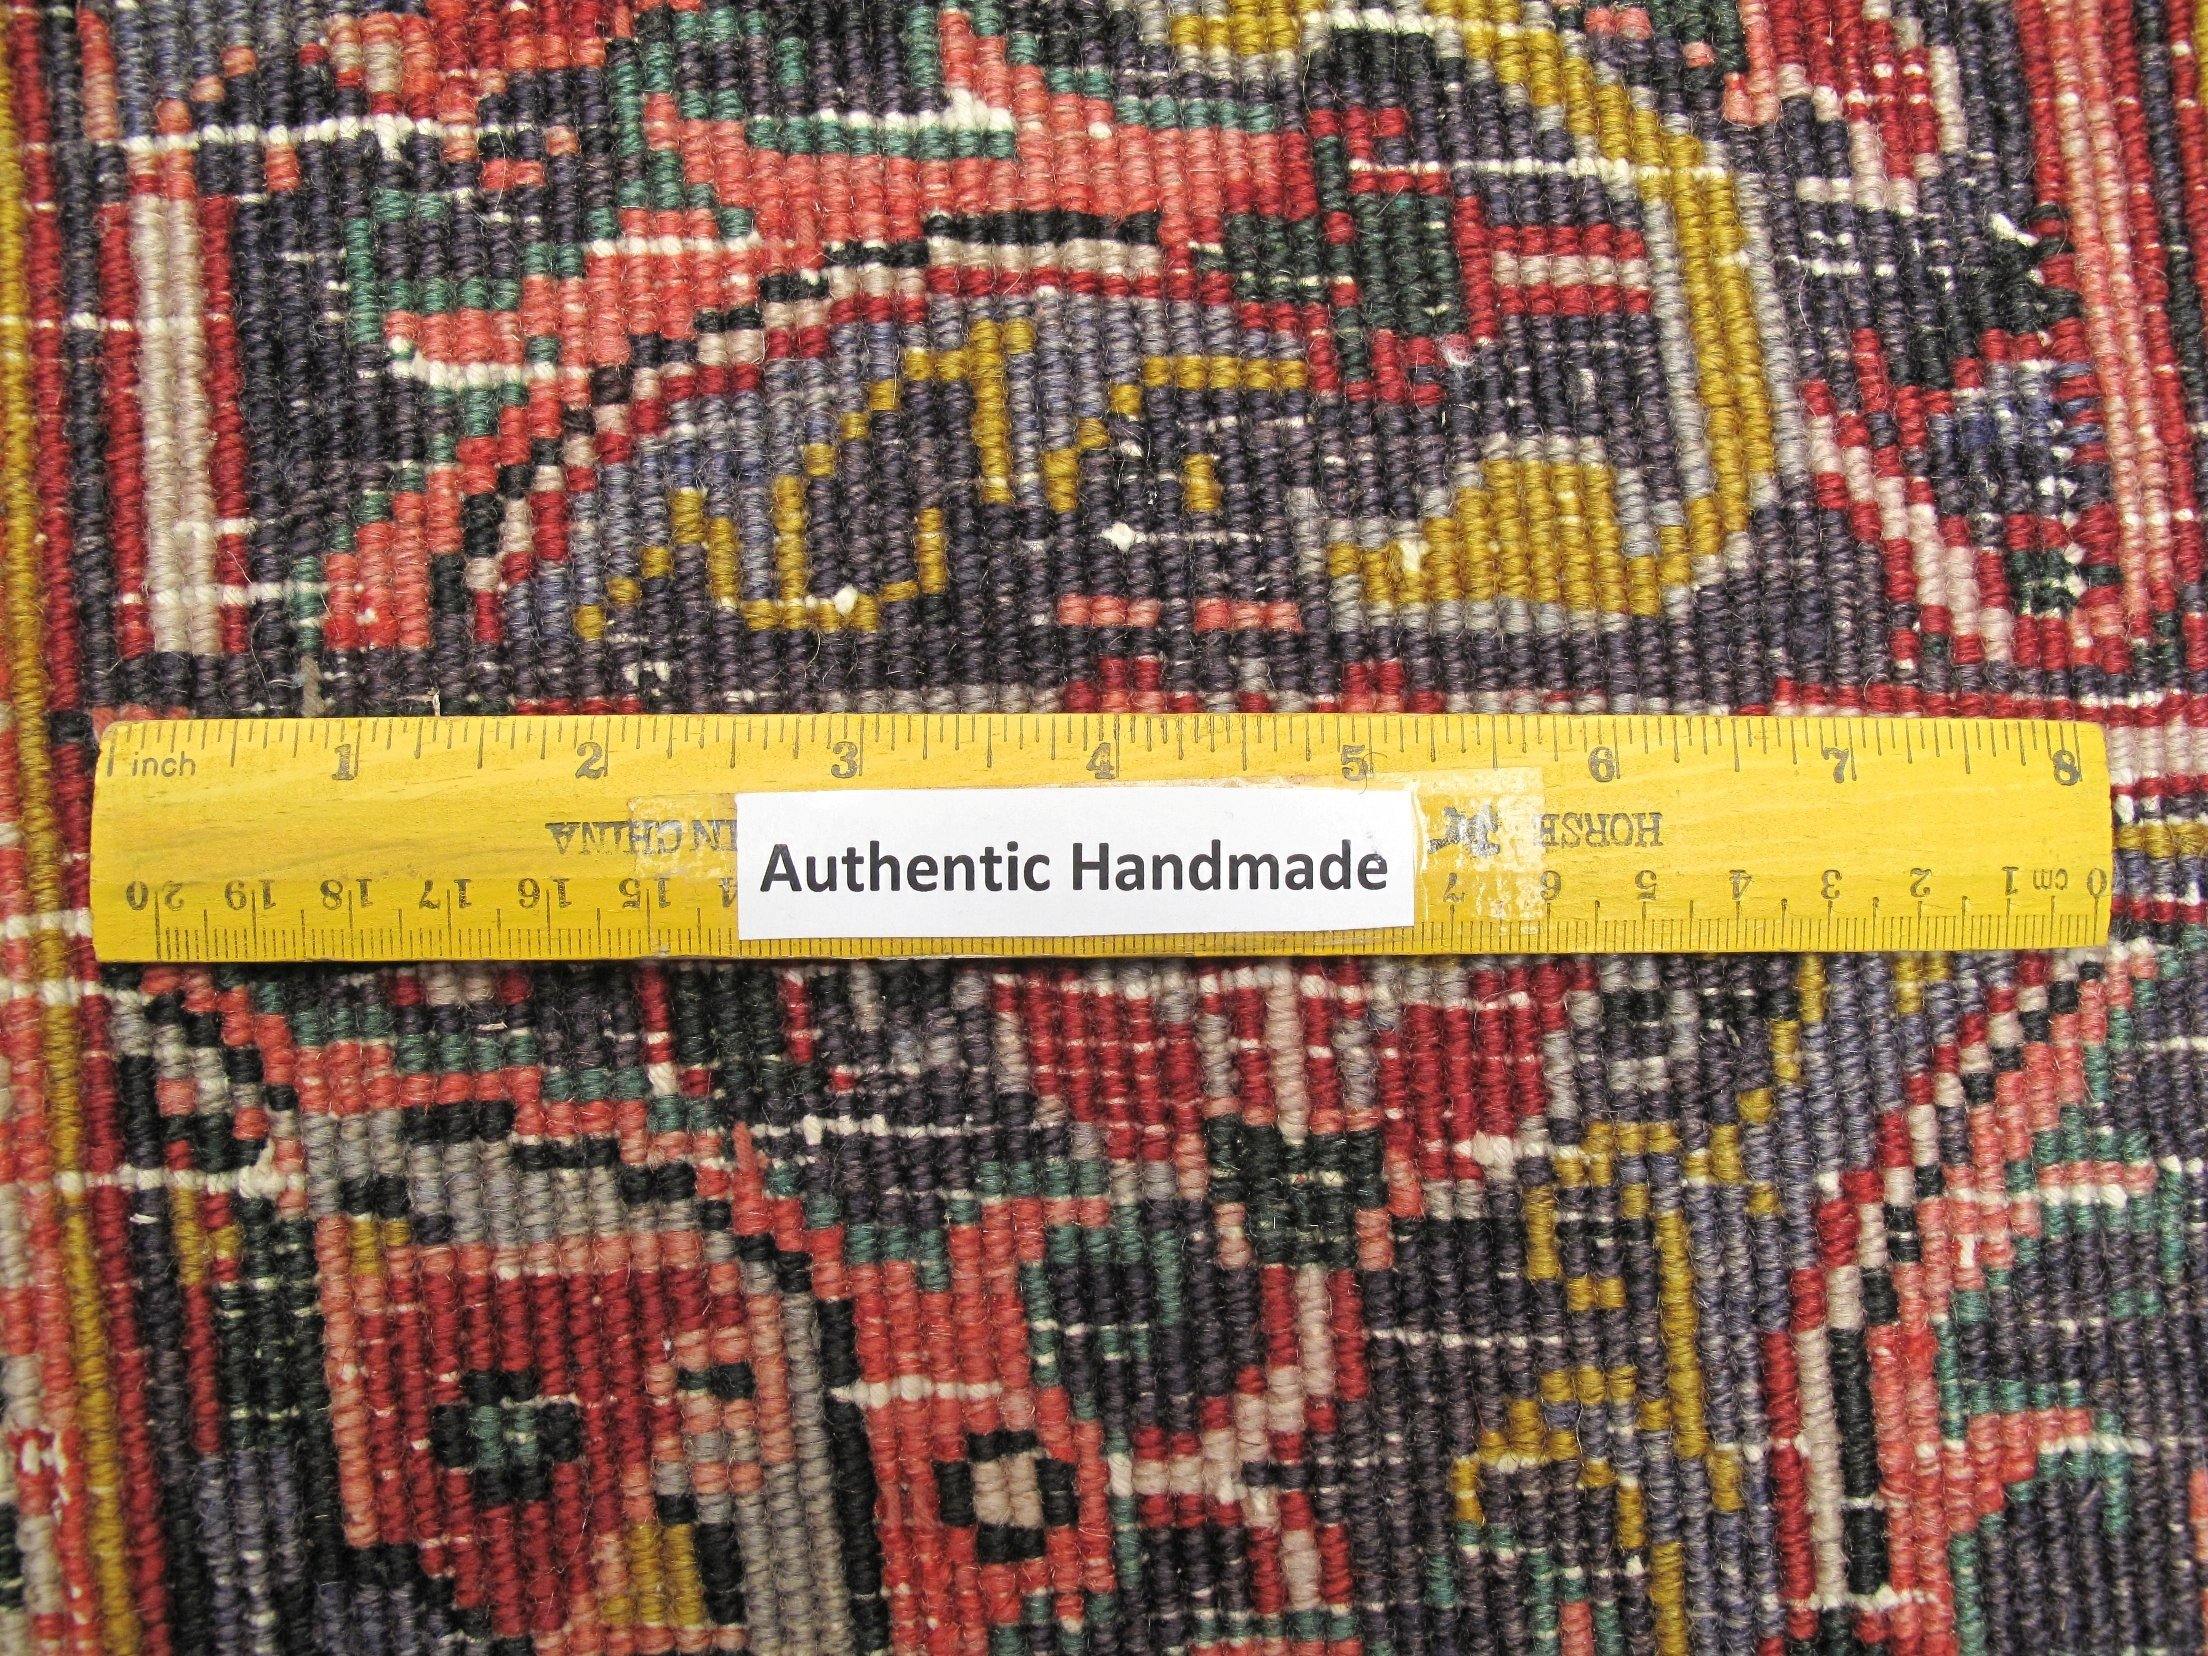 inch 1 2 3 4 5 6 7 8
HORSE
IN CHINA
Authentic Handmade
0 cm 1 2 3 4 5 6 7
15 16 17 18 19 20